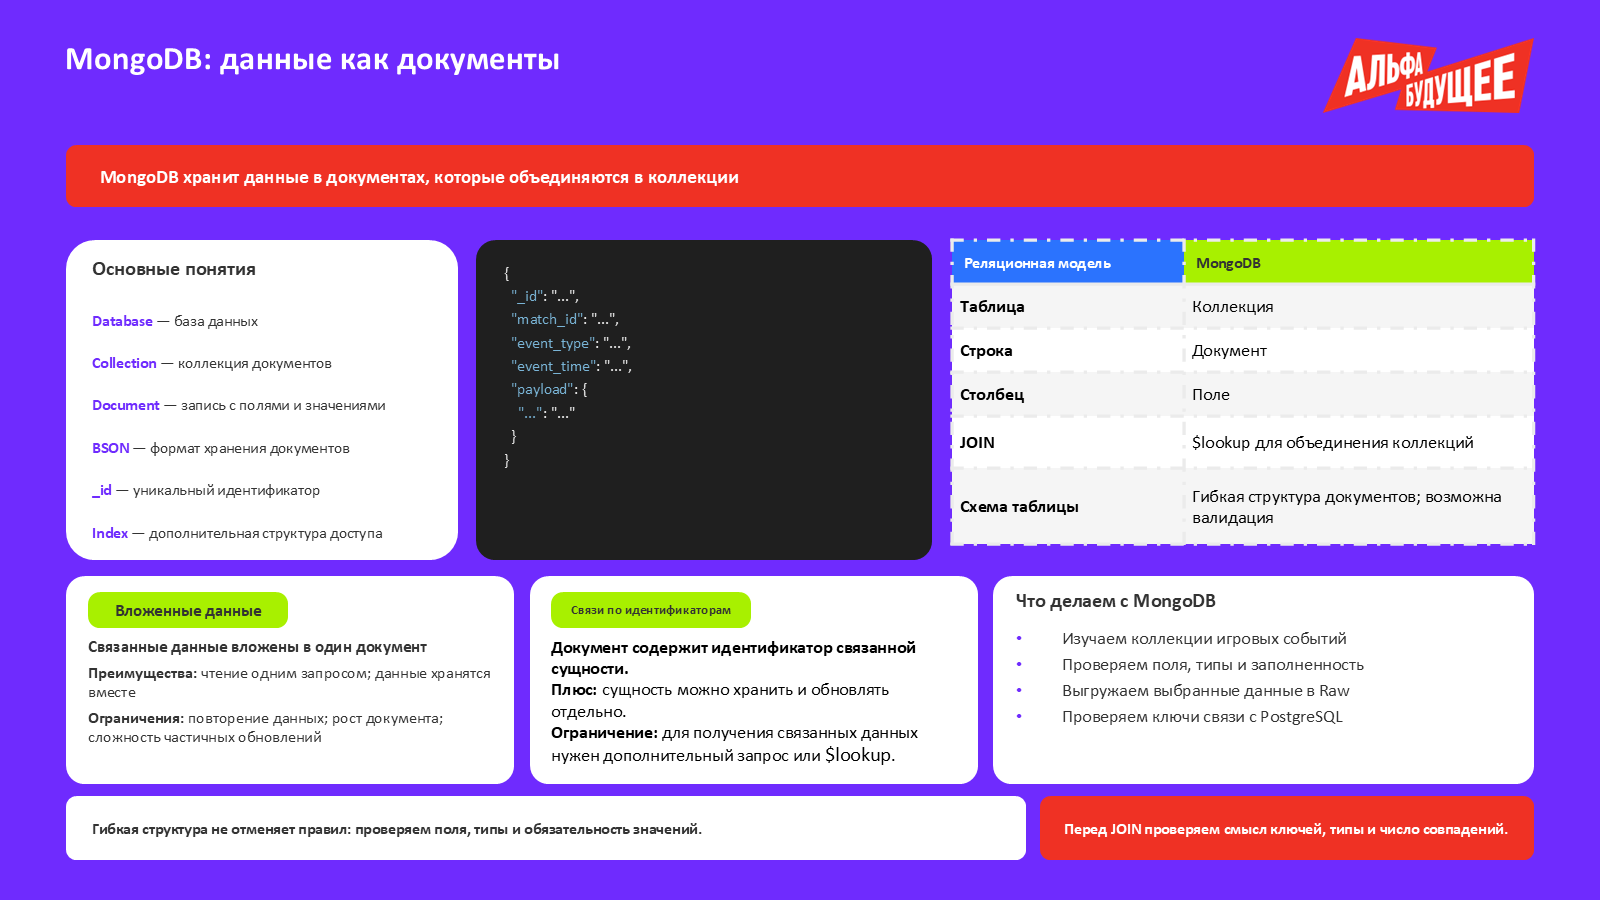 MongoDB: данные как документы
АЛЬФА
БУДУЩЕЕ
MongoDB хранит данные в документах, которые объединяются в коллекции
Основные понятия
Database — база данных
Collection — коллекция документов
Document — запись с полями и значениями
BSON — формат хранения документов
_id — уникальный идентификатор
Index — дополнительная структура доступа
{
"_id": "...",
"match_id": "...",
"event_type": "...",
"event_time": "...",
"payload": {
"...": "..."
}
}
Реляционная модель MongoDB
Таблица Коллекция
Строка Документ
Столбец Поле
JOIN $lookup для объединения коллекций
Схема таблицы Гибкая структура документов; возможна
валидация
Вложенные данные
Связанные данные вложены в один документ
Преимущества: чтение одним запросом; данные хранятся
вместе
Ограничения: повторение данных; рост документа;
сложность частичных обновлений
Связи по идентификаторам
Документ содержит идентификатор связанной
сущности.
Плюс: сущность можно хранить и обновлять
отдельно.
Ограничение: для получения связанных данных
нужен дополнительный запрос или $lookup.
Что делаем с MongoDB
• Изучаем коллекции игровых событий
• Проверяем поля, типы и заполненность
• Выгружаем выбранные данные в Raw
• Проверяем ключи связи с PostgreSQL
Гибкая структура не отменяет правил: проверяем поля, типы и обязательность значений.
Перед JOIN проверяем смысл ключей, типы и число совпадений.